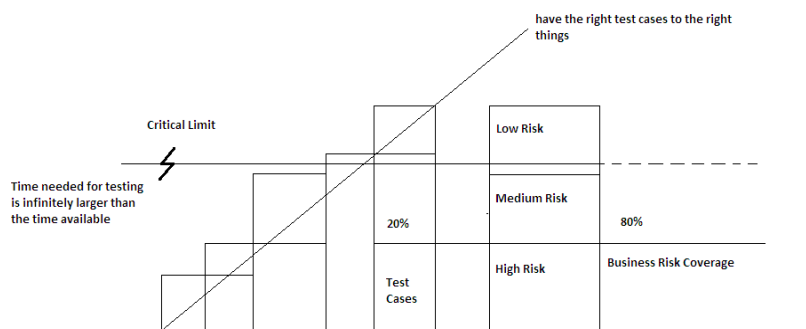 have the right test cases to the right
things
Critical Limit
Low Risk
Time needed for testing
is infinitely larger than
the time available
Medium Risk
20%
80%
Test
Cases
High Risk
Business Risk Coverage